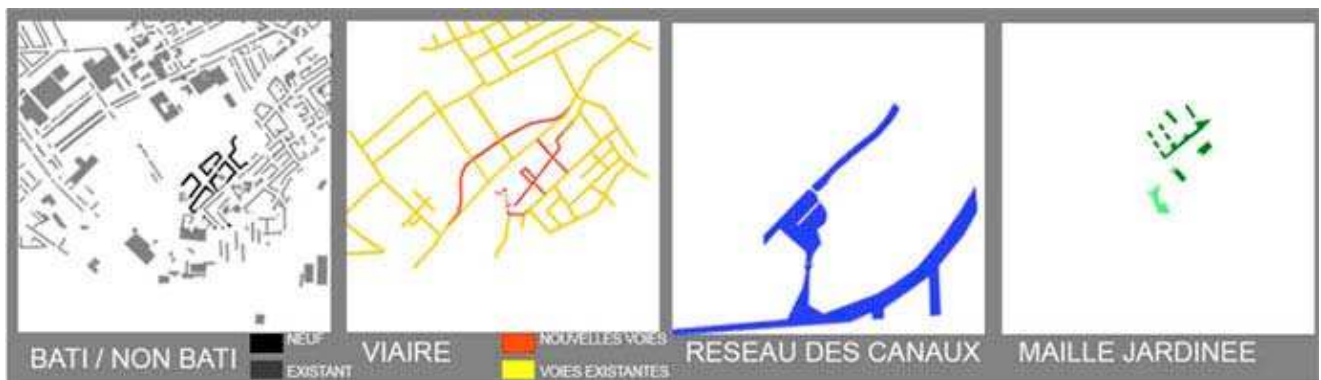 BATI / NON BATI
NEUF
EXISTANT
VIAIRE
NOUVELLES VOIES
VOIES EXISTANTES
RESEAU DES CANAUX
MAILLE JARDINEE